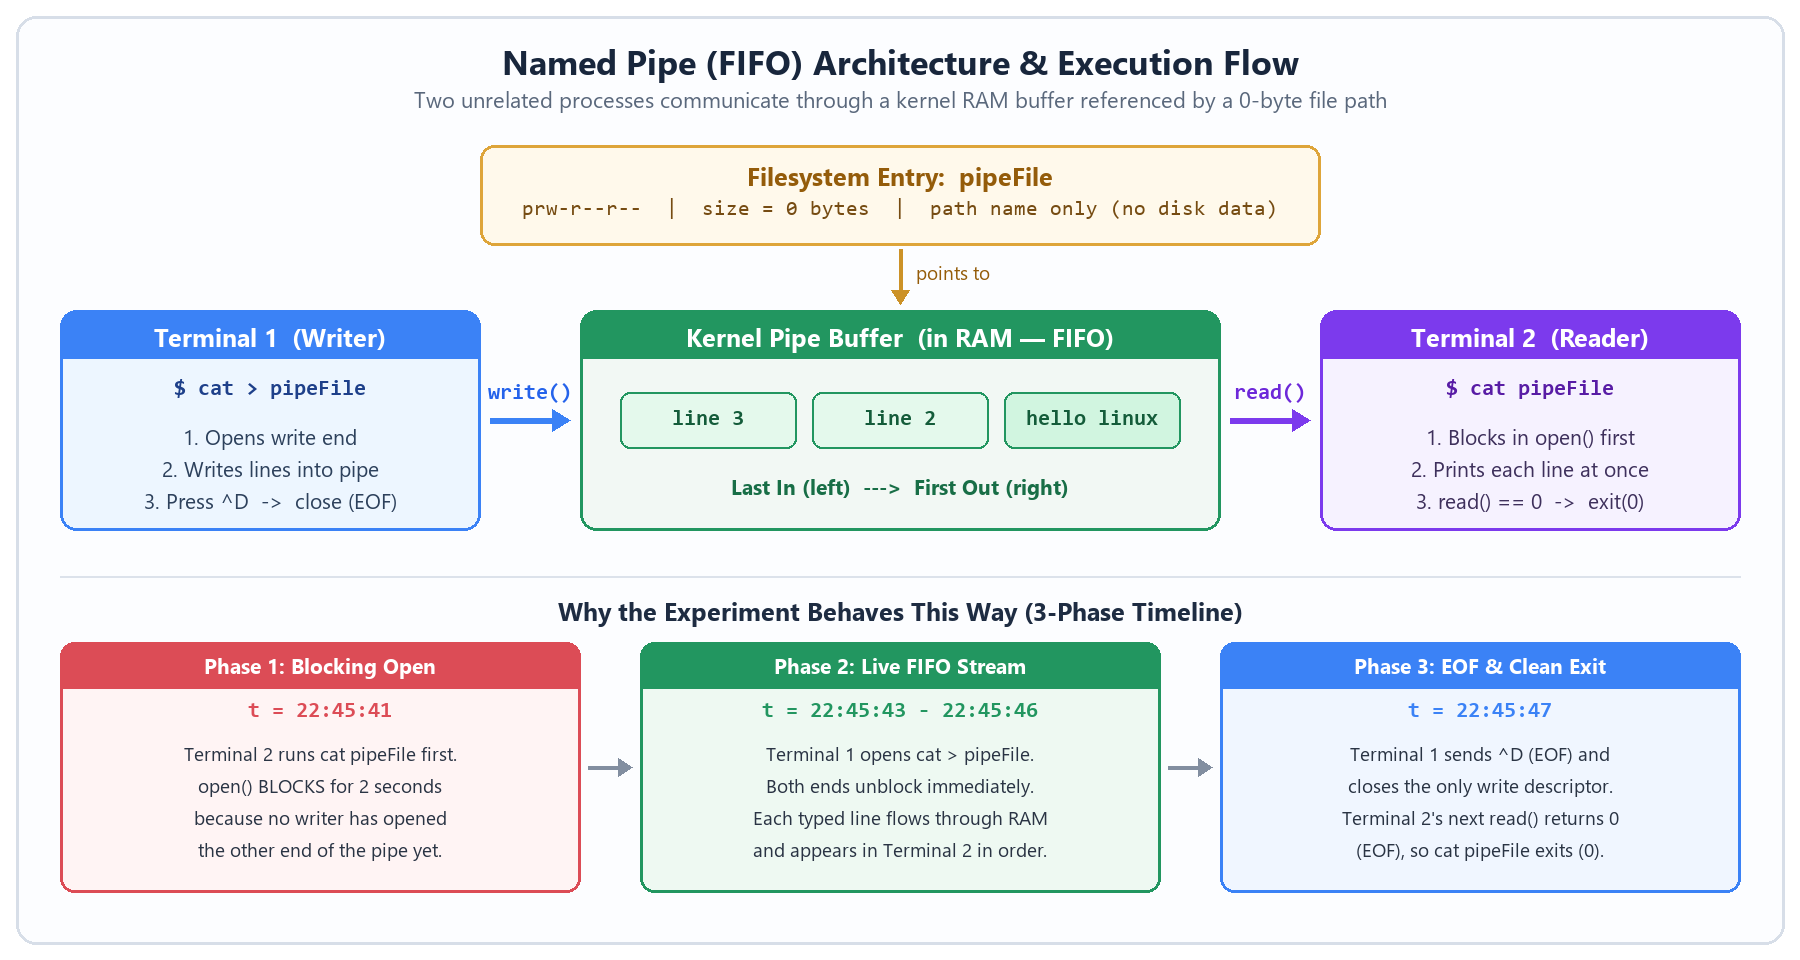 Named Pipe (FIFO) Architecture & Execution Flow
Two unrelated processes communicate through a kernel RAM buffer referenced by a 0-byte file path
Filesystem Entry: pipeFile
prw-r--r-- | size = 0 bytes | path name only (no disk data)
points to
Terminal 1 (Writer)
$ cat > pipeFile
1. Opens write end
2. Writes lines into pipe
3. Press ^D -> close (EOF)
write()
Kernel Pipe Buffer (in RAM — FIFO)
line 3
line 2
hello linux
Last In (left) ---> First Out (right)
read()
Terminal 2 (Reader)
$ cat pipeFile
1. Blocks in open() first
2. Prints each line at once
3. read() == 0 -> exit(0)
Why the Experiment Behaves This Way (3-Phase Timeline)
Phase 1: Blocking Open
t = 22:45:41
Terminal 2 runs cat pipeFile first.
open() BLOCKS for 2 seconds
because no writer has opened
the other end of the pipe yet.
Phase 2: Live FIFO Stream
t = 22:45:43 - 22:45:46
Terminal 1 opens cat > pipeFile.
Both ends unblock immediately.
Each typed line flows through RAM
and appears in Terminal 2 in order.
Phase 3: EOF & Clean Exit
t = 22:45:47
Terminal 1 sends ^D (EOF) and
closes the only write descriptor.
Terminal 2's next read() returns 0
(EOF), so cat pipeFile exits (0).